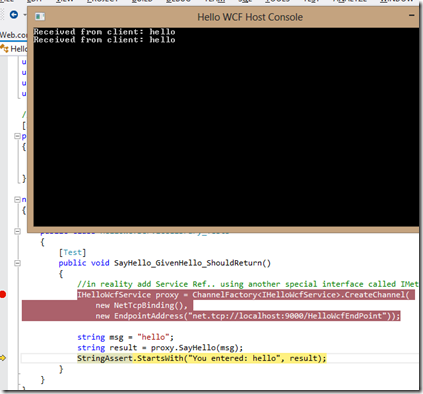 Hello WCF Host Console
Received from client: hello
Received from client: hello
Web.con
Hello
u
u
u
u
/
[
p
{
}
n
{
{
[Test]
public void SayHello_GivenHello_ShouldReturn()
{
//in reality add Service Ref.. using another special interface called IMet
IHelloWcfService proxy = ChannelFactory<IHelloWcfService>.CreateChannel(
new NetTcpBinding(),
new EndpointAddress("net.tcp://localhost:9000/HelloWcfEndPoint"));
string msg = "hello";
string result = proxy.SayHello(msg);
StringAssert.StartsWith("You entered: hello", result);
}
}